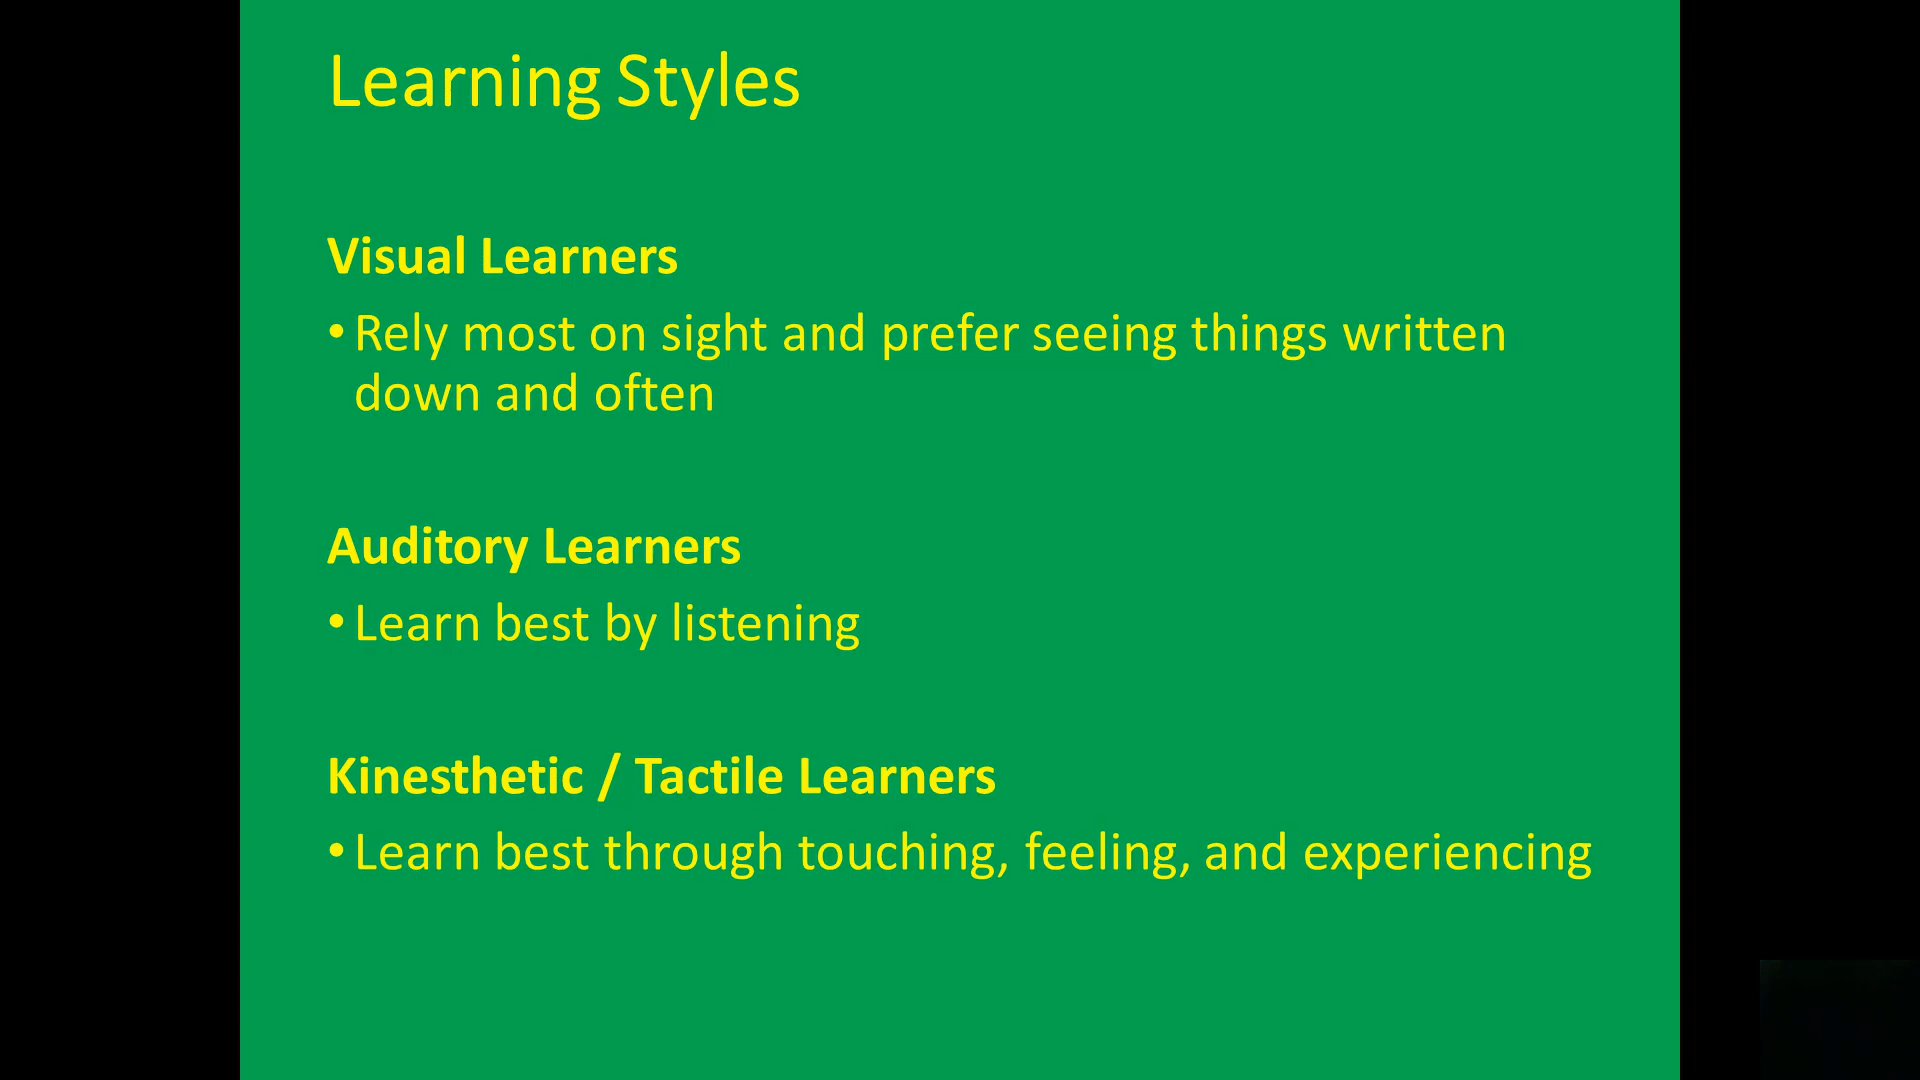 Learning Styles
Visual Learners
• Rely most on sight and prefer seeing things written
down and often
Auditory Learners
• Learn best by listening
Kinesthetic / Tactile Learners
• Learn best through touching, feeling, and experiencing